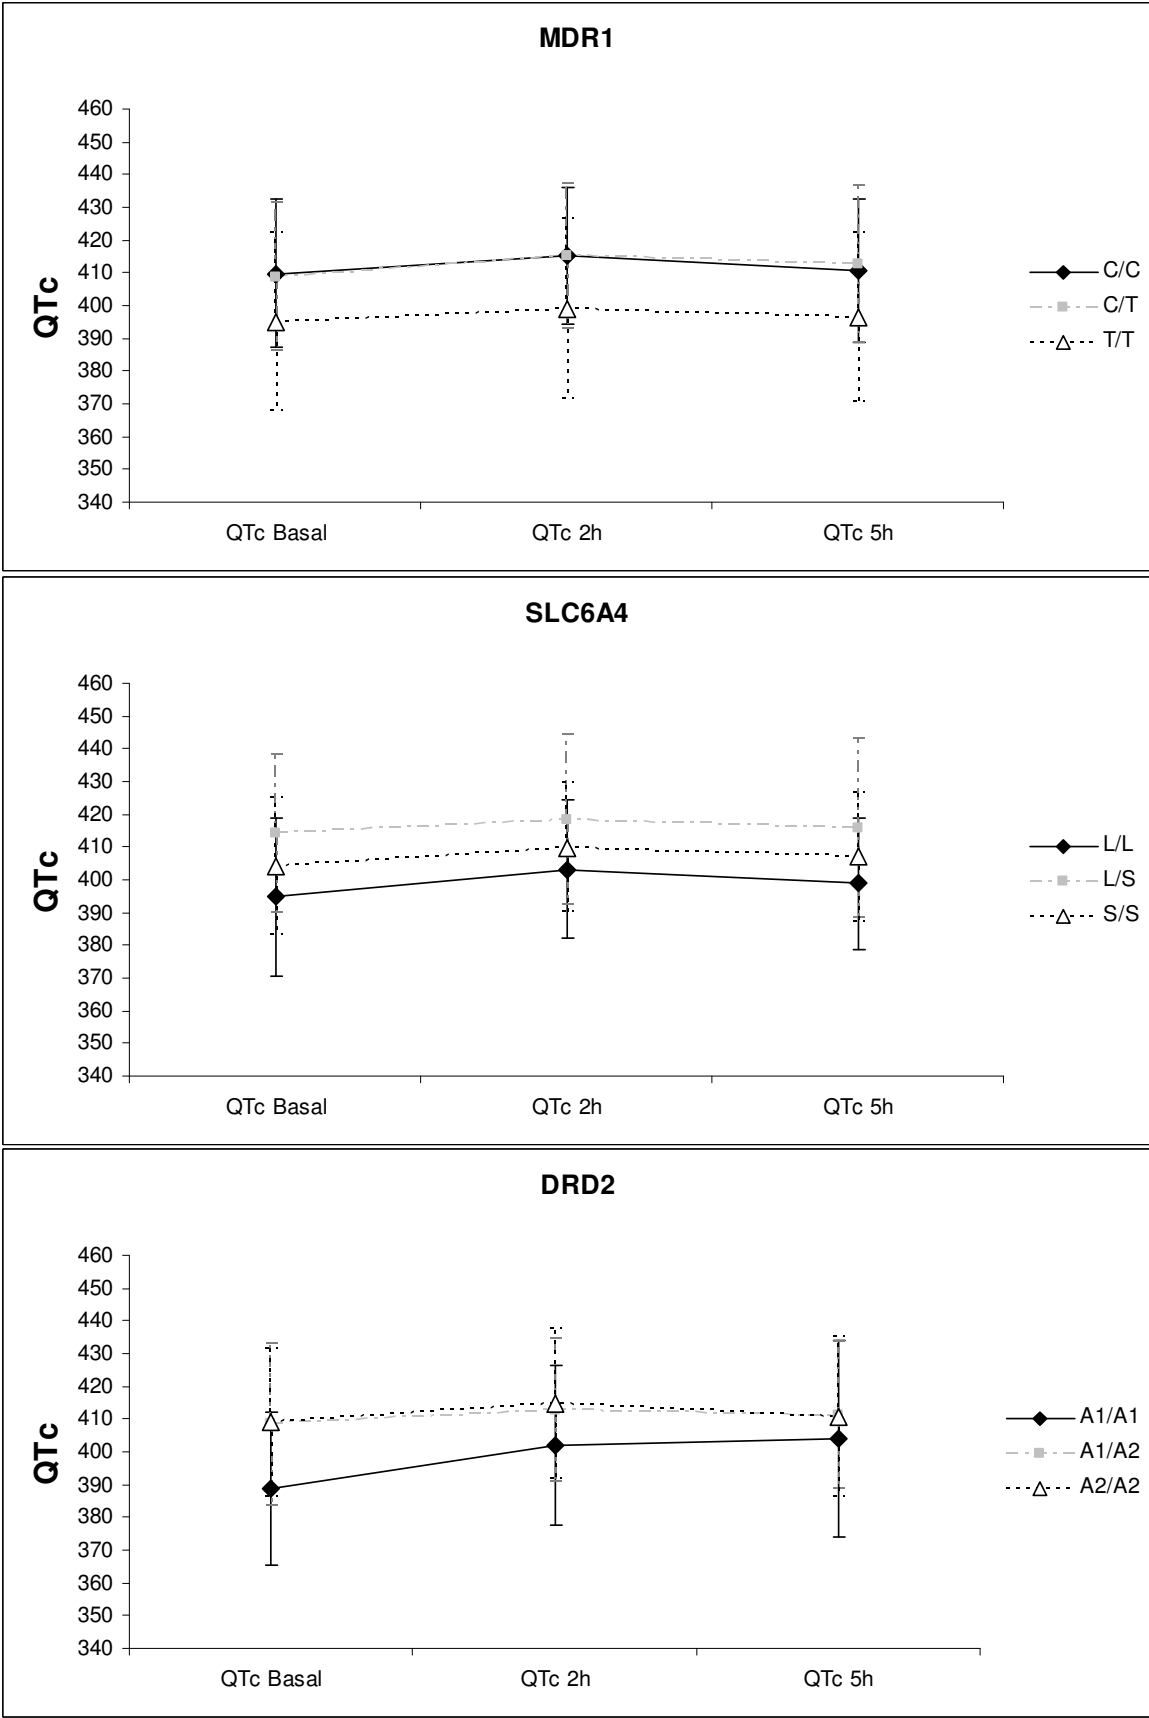 MDR1
460
450
440
430
420
410
400
390
380
370
360
350
340
QTc
QTc Basal
QTc 2h
QTc 5h
C/C
C/T
T/T
SLC6A4
460
450
440
430
420
410
400
390
380
370
360
350
340
QTc
QTc Basal
QTc 2h
QTc 5h
L/L
L/S
S/S
DRD2
460
450
440
430
420
410
400
390
380
370
360
350
340
QTc
QTc Basal
QTc 2h
QTc 5h
A1/A1
A1/A2
A2/A2